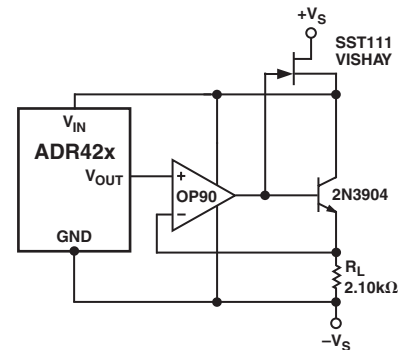 +VS
SST111
VISHAY
VIN
ADR42x
VOUT
GND
+
OP90
−
2N3904
RL
2.10kΩ
−VS